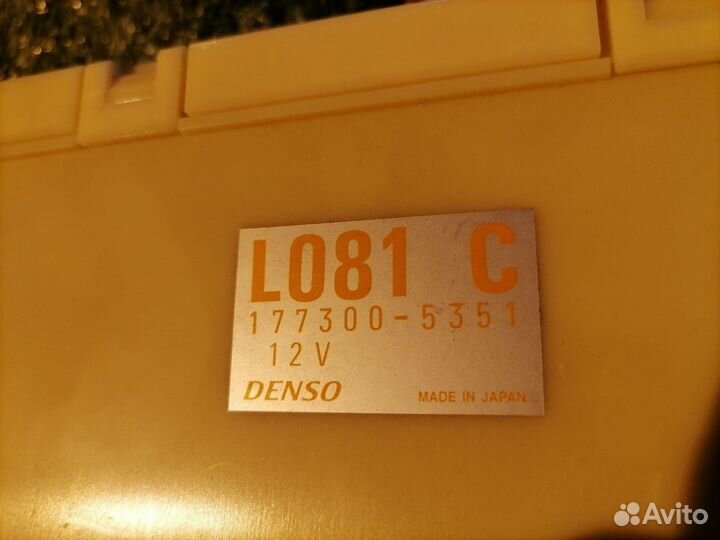 L081 C
177300-5351
12V
DENSO MADE IN JAPAN
Avito